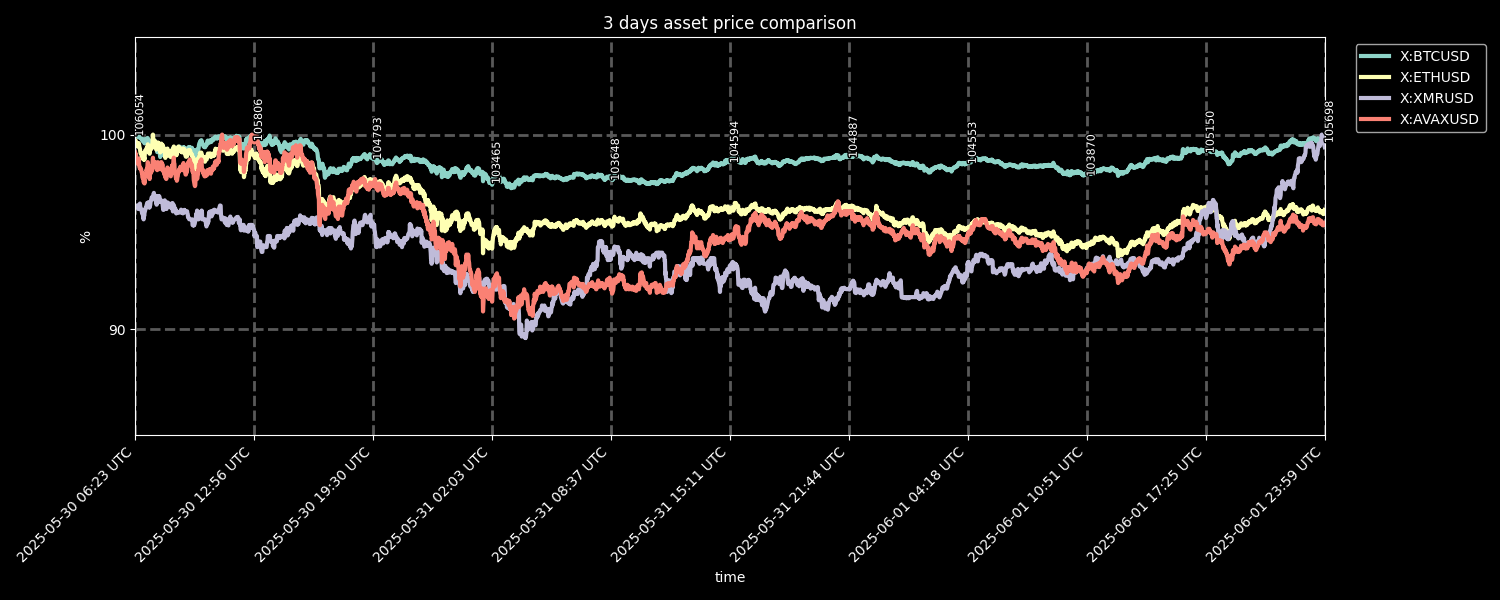 3 days asset price comparison
X:BTCUSD
X:ETHUSD
X:XMRUSD
X:AVAXUSD
106054
105806
104793
103465
103648
104594
104887
104553
103870
105150
105698
100
90
%
2025-05-30 06:23 UTC
2025-05-30 12:56 UTC
2025-05-30 19:30 UTC
2025-05-31 02:03 UTC
2025-05-31 08:37 UTC
2025-05-31 15:11 UTC
2025-05-31 21:44 UTC
2025-06-01 04:18 UTC
2025-06-01 10:51 UTC
2025-06-01 17:25 UTC
2025-06-01 23:59 UTC
time